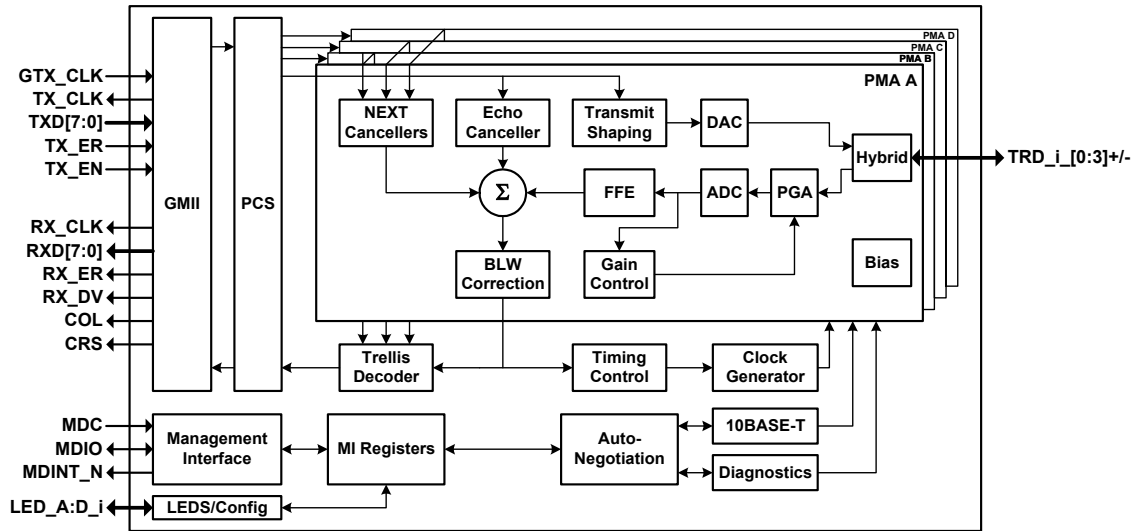 PMA D
PMA C
PMA B
PMA A
GTX_CLK
TX_CLK
TXD[7:0]
TX_ER
TX_EN
RX_CLK
RXD[7:0]
RX_ER
RX_DV
COL
CRS
GMII
PCS
NEXT
Cancellers
Echo
Canceller
Transmit
Shaping
DAC
Hybrid
TRD_i_[0:3]+/-
Σ
FFE
ADC
PGA
BLW
Correction
Gain
Control
Bias
Trellis
Decoder
Timing
Control
Clock
Generator
MDC
MDIO
MDINT_N
Management
Interface
MI Registers
Auto-
Negotiation
10BASE-T
Diagnostics
LED_A:D_i
LEDS/Config